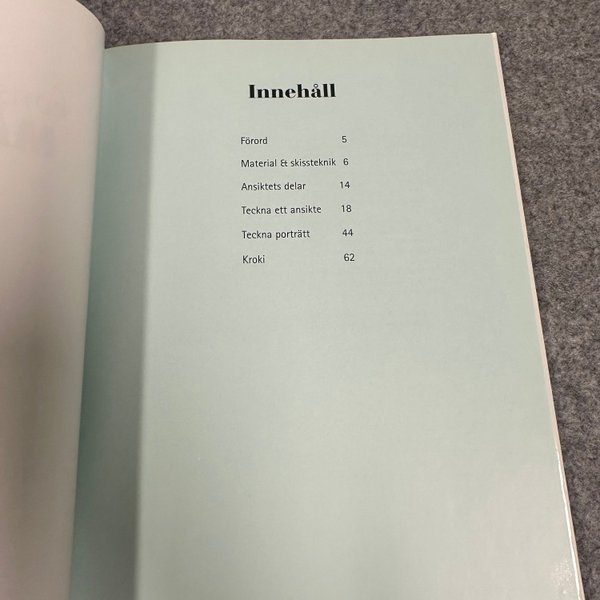 Innehåll
Förord 5
Material & skissteknik 6
Ansiktets delar 14
Teckna ett ansikte 18
Teckna porträtt 44
Kroki 62